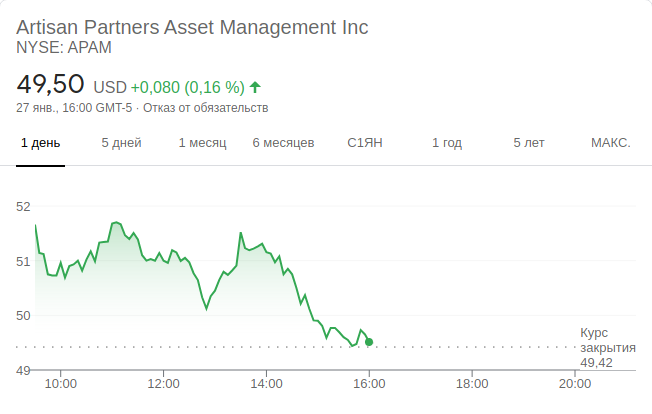 Artisan Partners Asset Management Inc
NYSE: APAM
49,50 USD +0,080 (0,16 %)
27 янв., 16:00 GMT-5 · Отказ от обязательств
1 день 5 дней 1 месяц 6 месяцев С1ЯН 1 год 5 лет МАКС.
52
51
50
49
Курс
закрытия
49,42
10:00 12:00 14:00 16:00 18:00 20:00